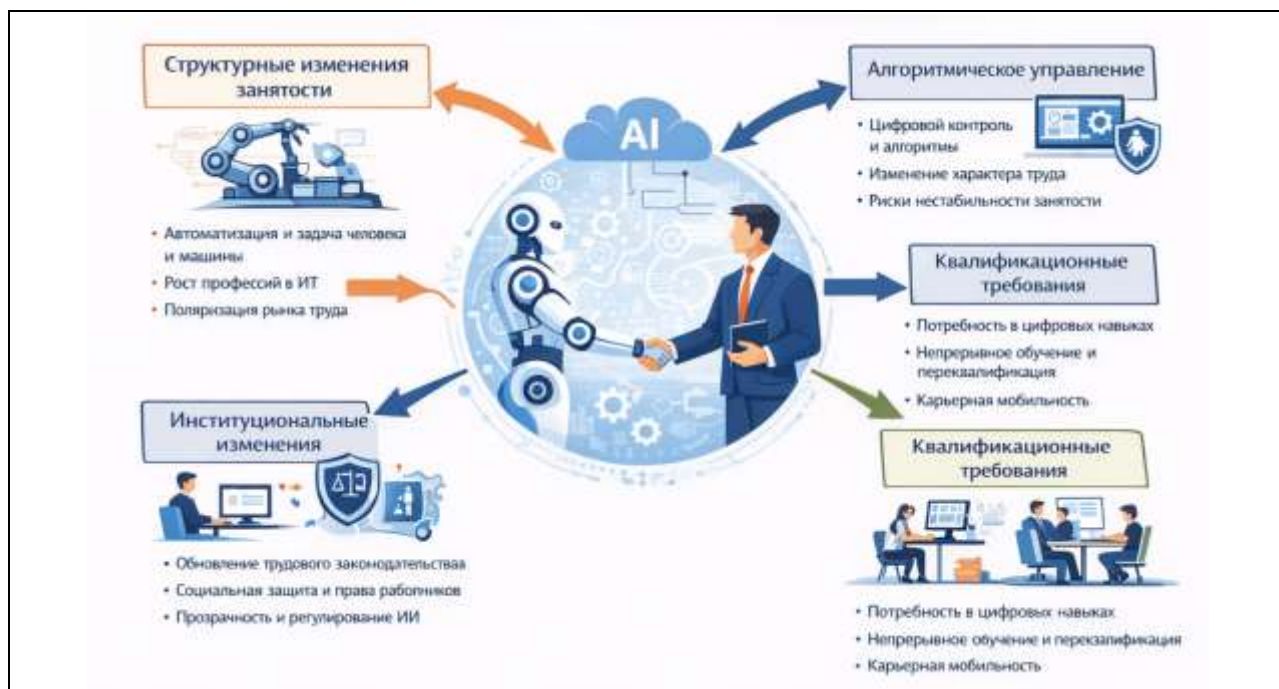 Структурные изменения
занятости
• Автоматизация и задача человека
и машины
• Рост профессий в ИТ
• Поляризация рынка труда
Институциональные
изменения
• Обновление трудового законодательстваа
• Социальная защита и права работников
• Прозрачность и регулирование ИИ
AI
Алгоритмическое управление
• Цифровой контроль
и алгоритиы
• Изменение характера труда
• Риски нестабильности занятости
Квалификационные
требования
• Потребность в цифровых навыках
• Непрерывное обучение и
переквалификация
• Карьерная мобильность
Квалификационные
требования
• Потребность в цифровых навыках
• Непрерывное обучение и переквалификация
• Карьерная мобильность